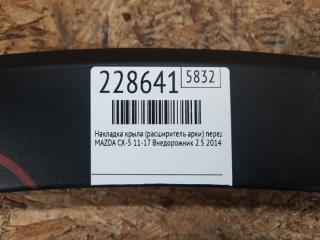 228641 5832
Накладка крыла (расширитель арки) перед
MAZDA CX-5 11-17 Внедорожник 2.5 2014